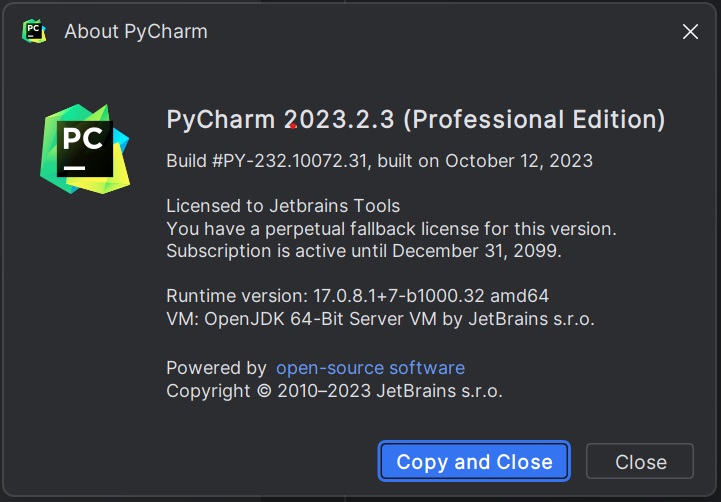 PC
About PyCharm
PC
PyCharm 2023.2.3 (Professional Edition)
Build #PY-232.10072.31, built on October 12, 2023
Licensed to Jetbrains Tools
You have a perpetual fallback license for this version.
Subscription is active until December 31, 2099.
Runtime version: 17.0.8.1+7-b1000.32 amd64
VM: OpenJDK 64-Bit Server VM by JetBrains s.r.o.
Powered by open-source software
Copyright © 2010–2023 JetBrains s.r.o.
Copy and Close
Close